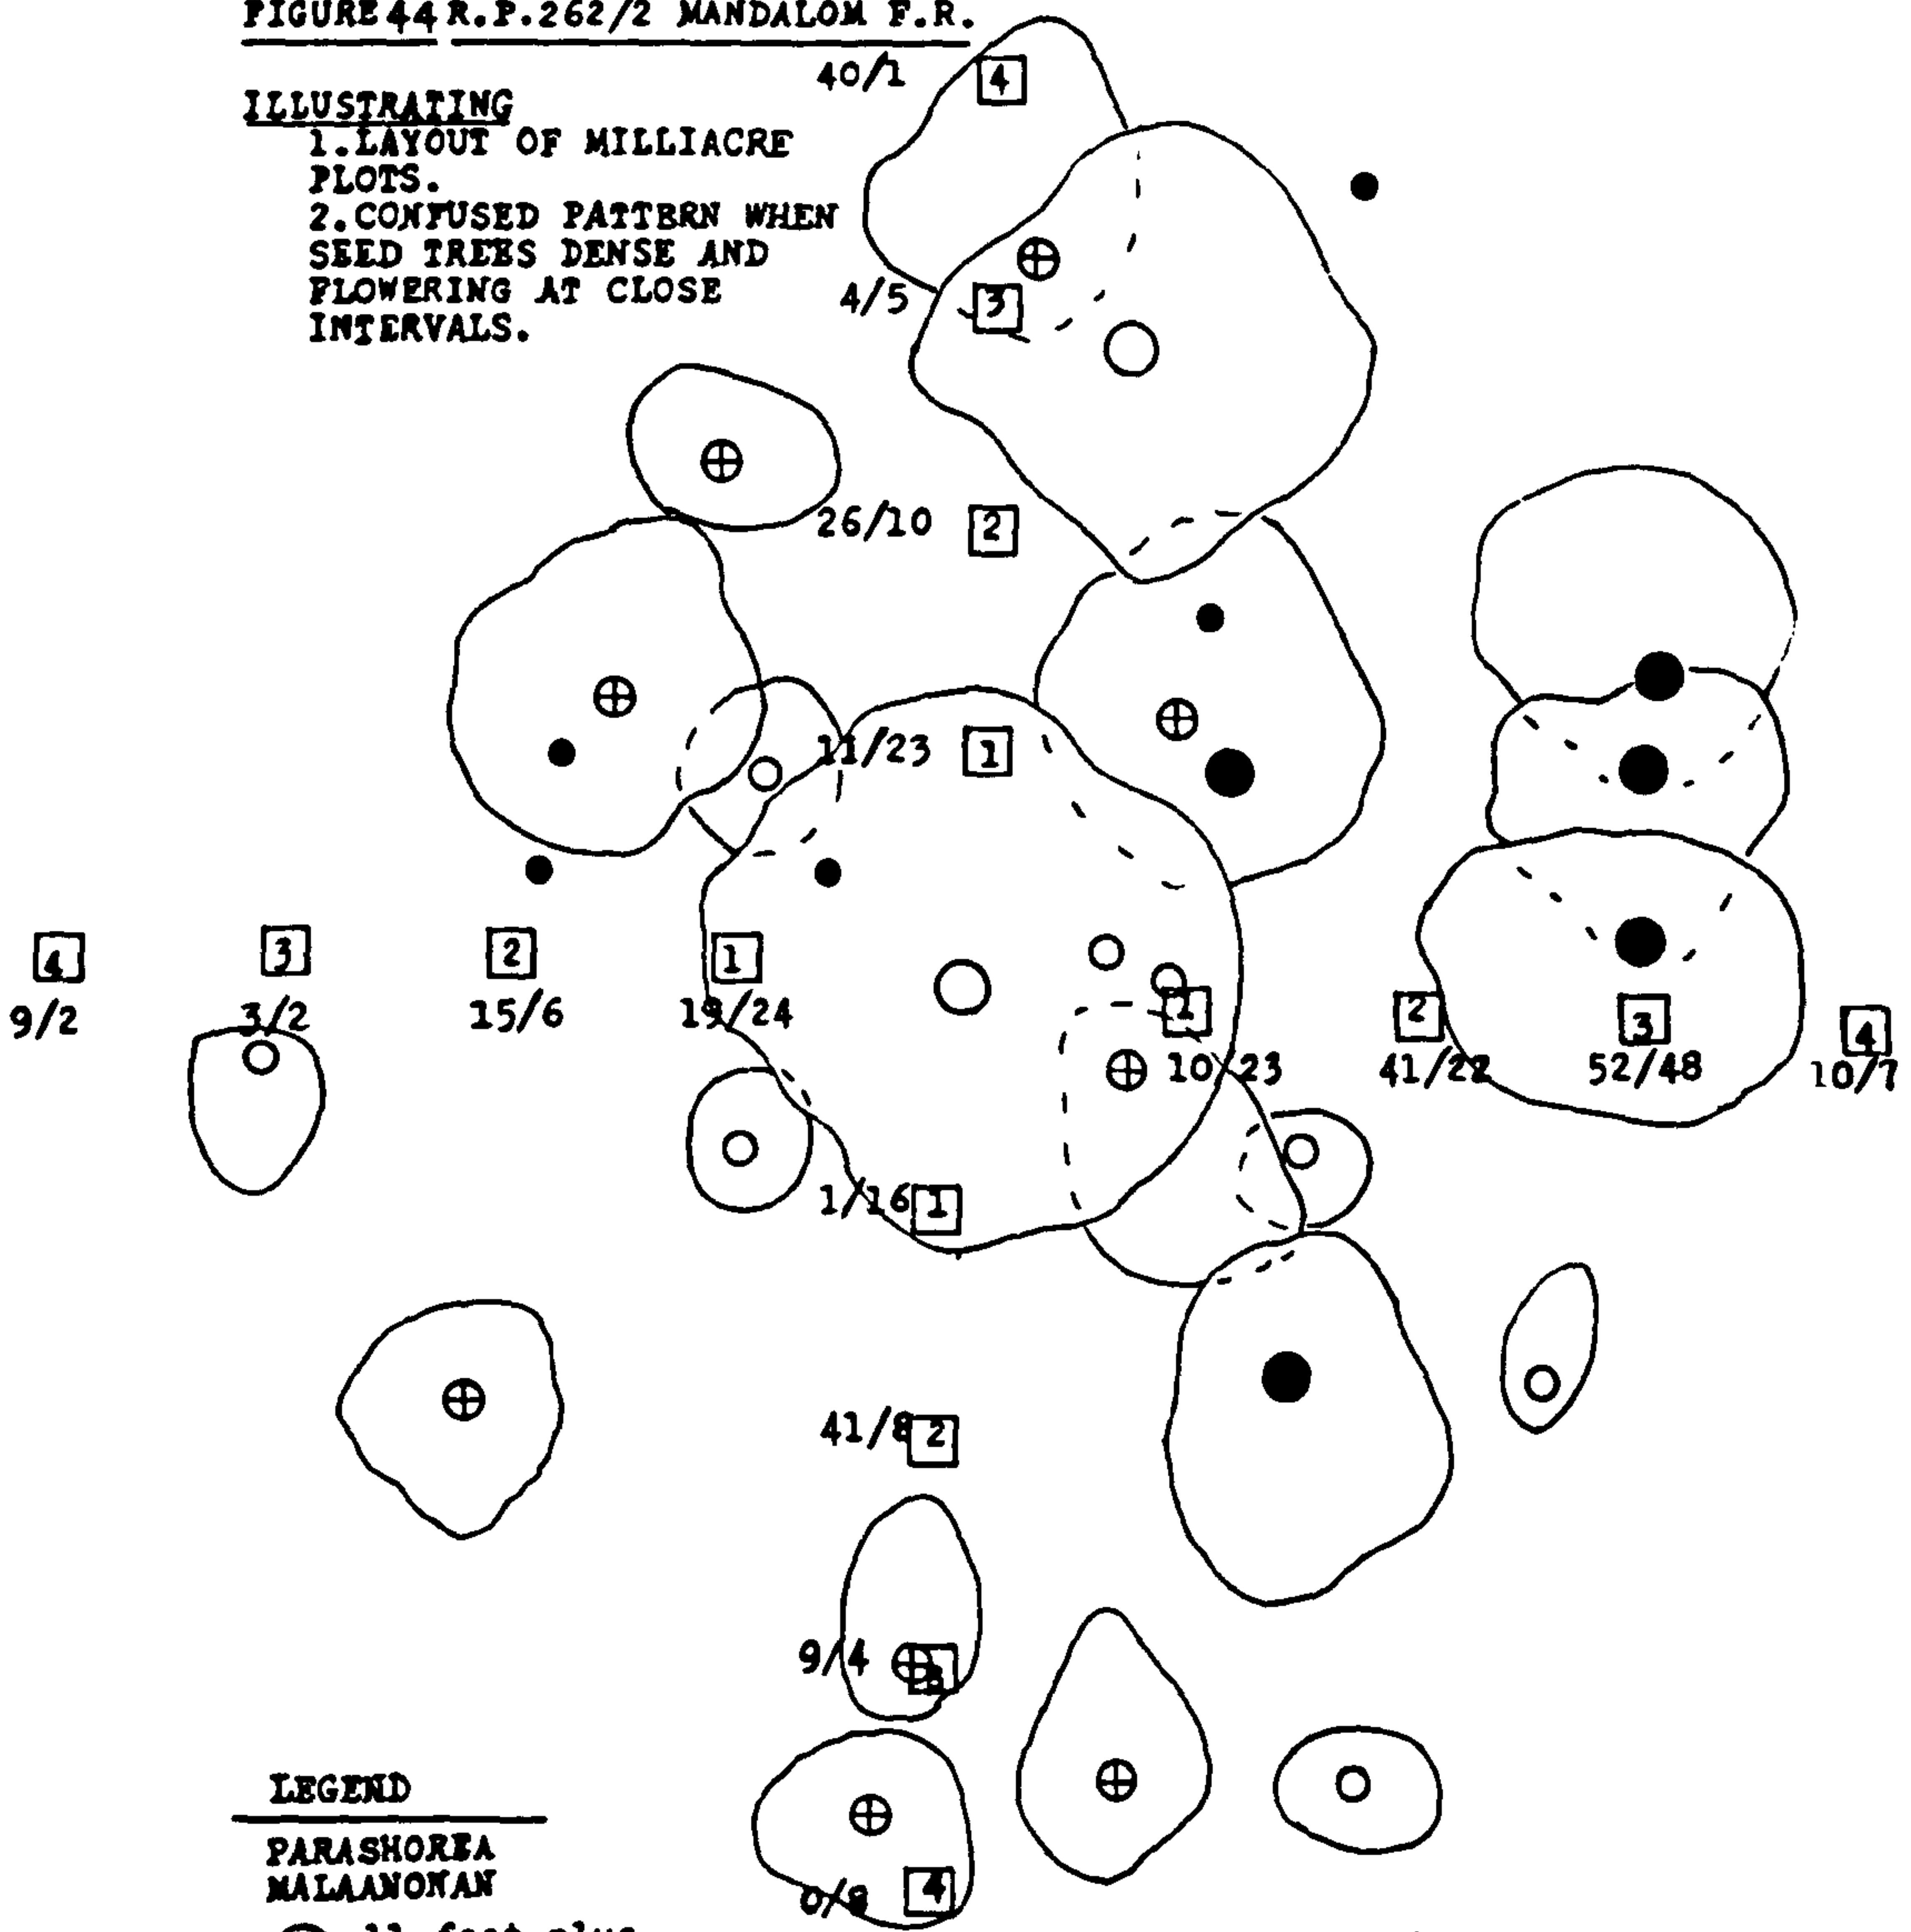 FIGURE 44 R.P.262/2 MANDALOM F.R.
40/1 4
ILLUSTRATING
1.LAYOUT OF MILLIACRE
PLOTS.
2.CONFUSED PATTERN WHEN
SEED TREES DENSE AND
FLOWERING AT CLOSE
INTERVALS.
4/5 3
26/10 2
11/23 1
4 3 2 1
9/2 3/2 15/6 19/24
1 2 3 4
10/23 41/22 52/48 10/7
1/16 1
41/8 2
9/4
4
LEGEND
PARASHOREA
MALAANONAN